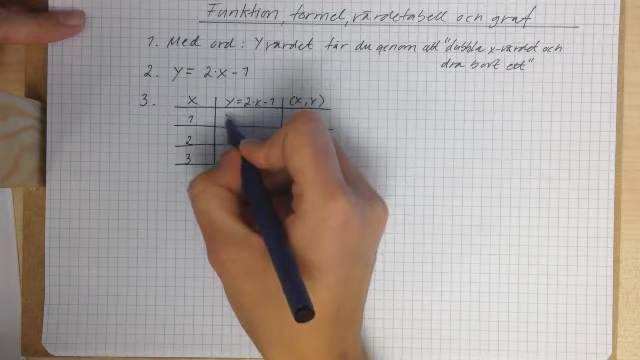 Funktion, formel, värdetabell och graf
1. Med ord: Y värdet får du genom att "dubbla x-värdet och
dra bort ett"
2. y = 2·x-1
3. x y=2·x-1 (x,y)
1
2
3